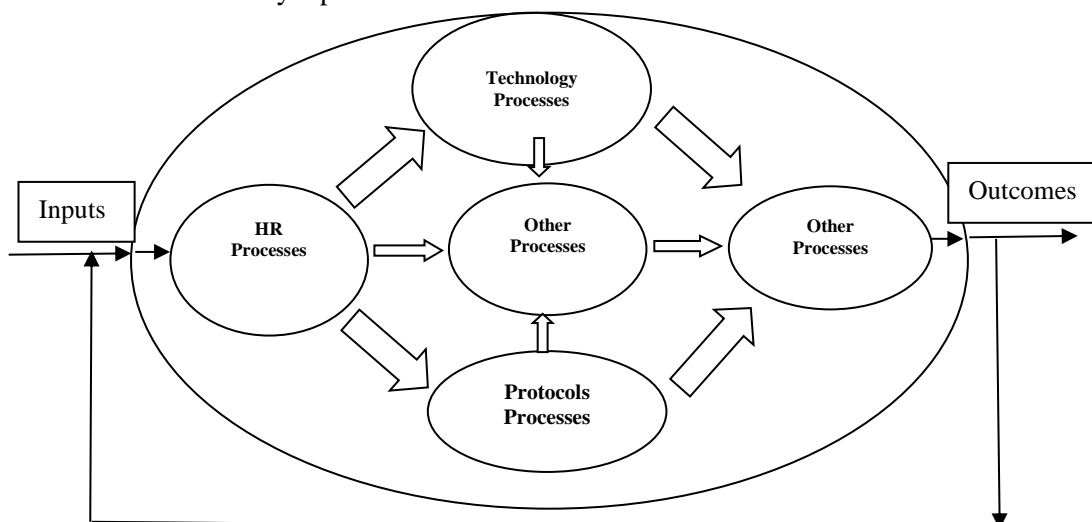 Technology
Processes
Inputs
HR
Processes
Other
Processes
Other
Processes
Outcomes
Protocols
Processes